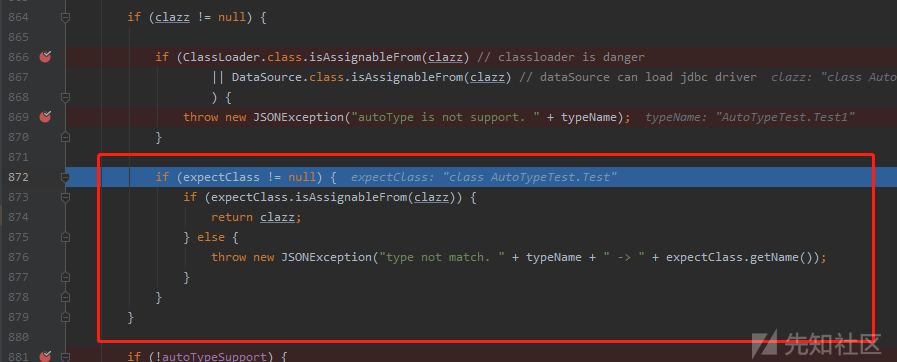 864 if (clazz != null) {
865
866 if (ClassLoader.class.isAssignableFrom(clazz) // classloader is danger
867 || DataSource.class.isAssignableFrom(clazz) // dataSource can load jdbc driver clazz: "class Auto
868 ) {
869 throw new JSONException("autoType is not support. " + typeName); typeName: "AutoTypeTest.Test1"
870 }
871
872 if (expectClass != null) { expectClass: "class AutoTypeTest.Test"
873 if (expectClass.isAssignableFrom(clazz)) {
874 return clazz;
875 } else {
876 throw new JSONException("type not match. " + typeName + " -> " + expectClass.getName());
877 }
878 }
879 }
880
881 if (!autoTypeSupport) {
先知社区